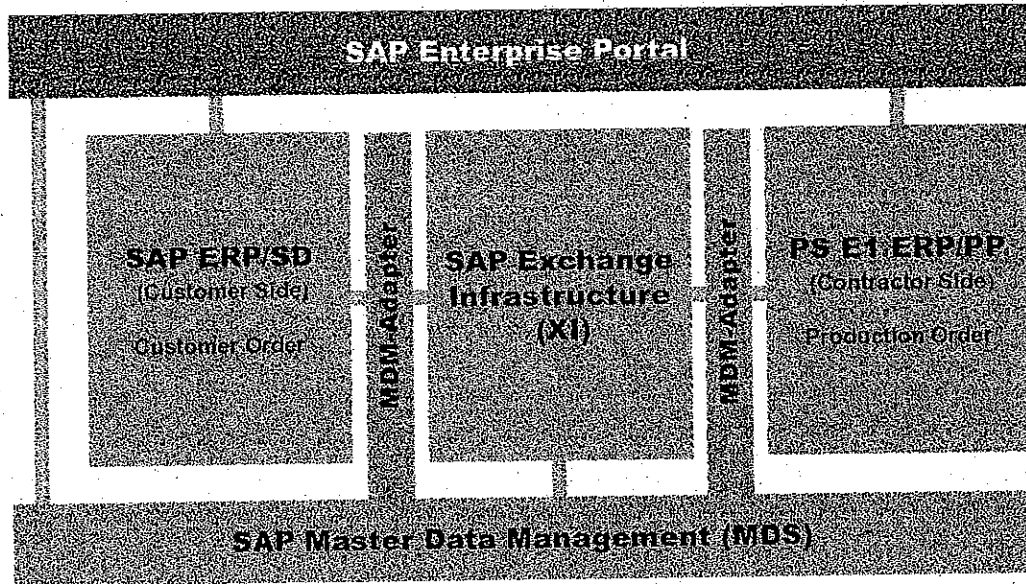 SAP Enterprise Portal
SAP ERP/SD
(Customer Side)
Customer Order
MDM-Adapter
SAP Exchange
Infrastructure
(XI)
MDM-Adapter
PS E1 ERP/PP
(Contractor Side)
Production Order
SAP Master Data Management (MDS)